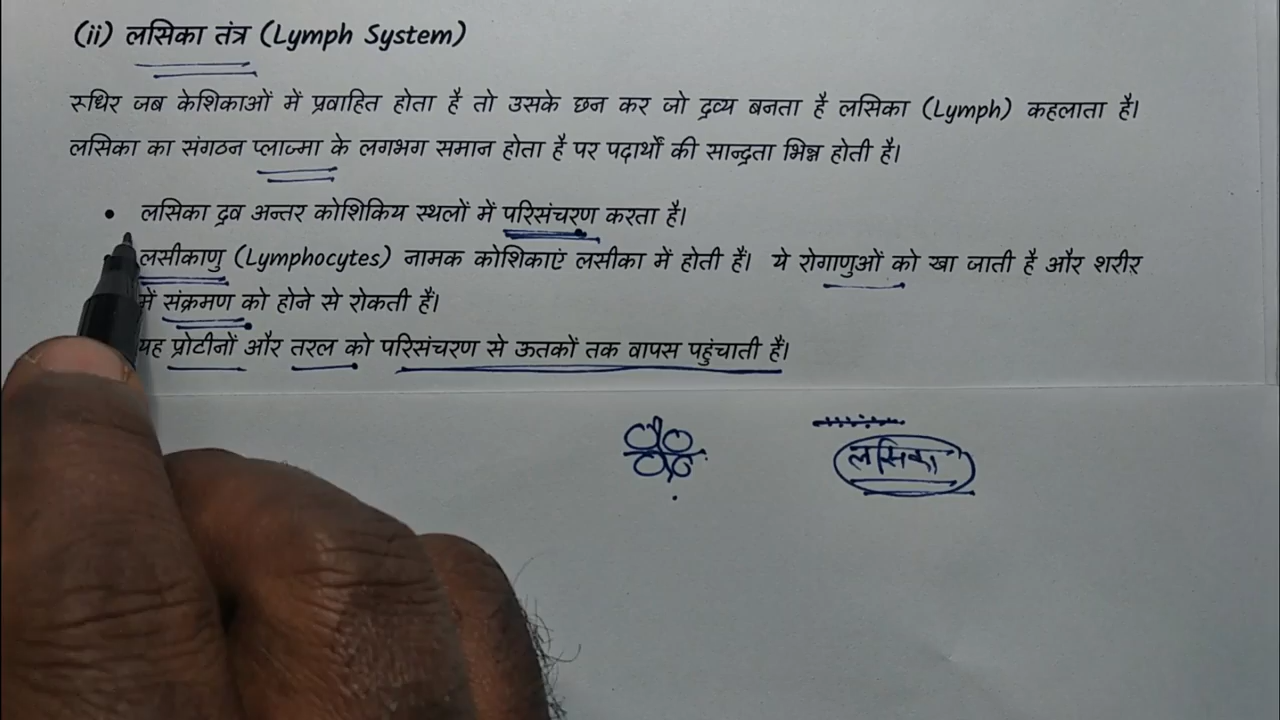 (ii) लसिका तंत्र (Lymph System)
रूधिर जब केशिकाओं में प्रवाहित होता है तो उसके छन कर जो द्रव्य बनता है लसिका (Lymph) कहलाता है।
लसिका का संगठन प्लाज्मा के लगभग समान होता है पर पदार्थों की सान्द्रता भिन्न होती है।
• लसिका द्रव अन्तर कोशिकिय स्थलों में परिसंचरण करता है।
लसीकाणु (Lymphocytes) नामक कोशिकाएं लसीका में होती हैं। ये रोगाणुओं को खा जाती है और शरीर
में संक्रमण को होने से रोकती हैं।
यह प्रोटीनों और तरल को परिसंचरण से ऊतकों तक वापस पहुंचाती हैं।
लसिका